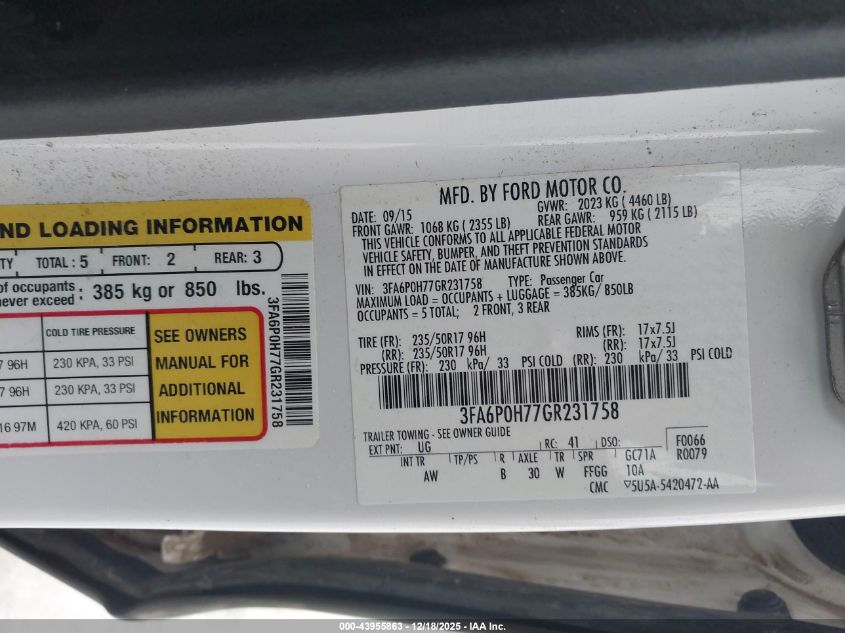 ND LOADING INFORMATION
TY TOTAL : 5 FRONT: 2 REAR: 3
of occupants
never exceed : 385 kg or 850 lbs.
COLD TIRE PRESSURE
7 96H 230 KPA, 33 PSI
7 96H 230 KPA, 33 PSI
16 97M 420 KPA, 60 PSI
SEE OWNERS
MANUAL FOR
ADDITIONAL
INFORMATION
3FA6P0H77GR231758
MFD. BY FORD MOTOR CO.
DATE: 09/15 GVWR: 2023 KG ( 4460 LB)
FRONT GAWR: 1068 KG ( 2355 LB) REAR GAWR: 959 KG ( 2115 LB)
THIS VEHICLE CONFORMS TO ALL APPLICABLE FEDERAL MOTOR
VEHICLE SAFETY, BUMPER, AND THEFT PREVENTION STANDARDS
IN EFFECT ON THE DATE OF MANUFACTURE SHOWN ABOVE.
VIN: 3FA6P0H77GR231758 TYPE: Passenger Car
MAXIMUM LOAD = OCCUPANTS + LUGGAGE = 385KG/ 850LB
OCCUPANTS = 5 TOTAL; 2 FRONT, 3 REAR
TIRE (FR): 235/50R17 96H RIMS (FR): 17x7.5J
(RR): 235/50R17 96H (RR): 17x7.5J
PRESSURE (FR): 230 kPa/ 33 PSI COLD (RR): 230 kPa/ 33 PSI COLD
3FA6P0H77GR231758
TRAILER TOWING - SEE OWNER GUIDE
EXT PNT: UG RC: 41 DSO: F0066
INT TR TP/PS R AXLE TR SPR GC71A R0079
AW B 30 W FFGG 10A
CMC ▽5U5A-5420472-AA
000-43955863 - 12/18/2025 - IAA Inc.